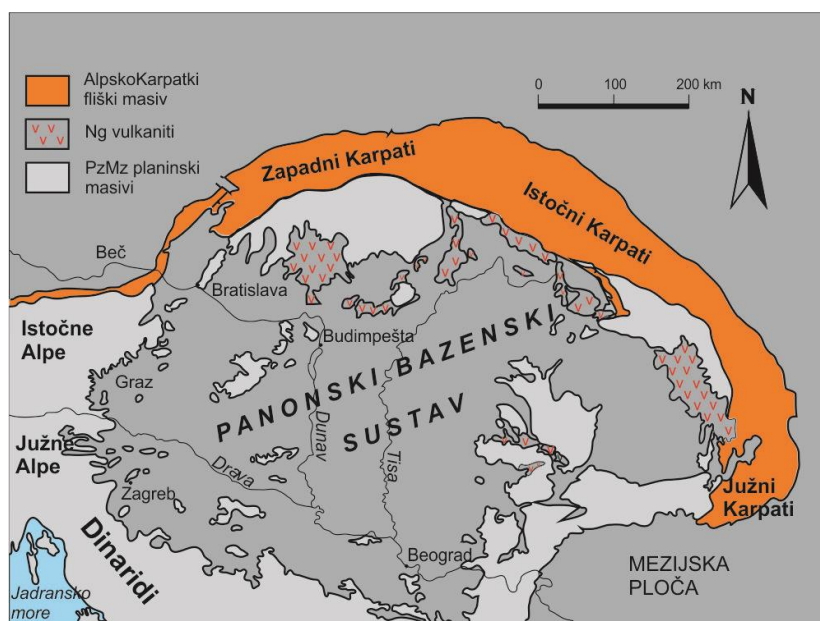 AlpskoKarpatki
fliški masiv
Ng vulkaniti
PzMz planinski
masivi
0 100 200 km
N
Zapadni Karpati
Istočni Karpati
Beč
Bratislava
Istočne
Alpe
Budimpešta
PANONSKI BAZENSKI
SUSTAV
Graz
Dunav
Tisa
Južne
Alpe
Drava
Zagreb
Južni
Karpati
Dinaridi
Beograd
MEZIJSKA
PLOČA
Jadransko
more